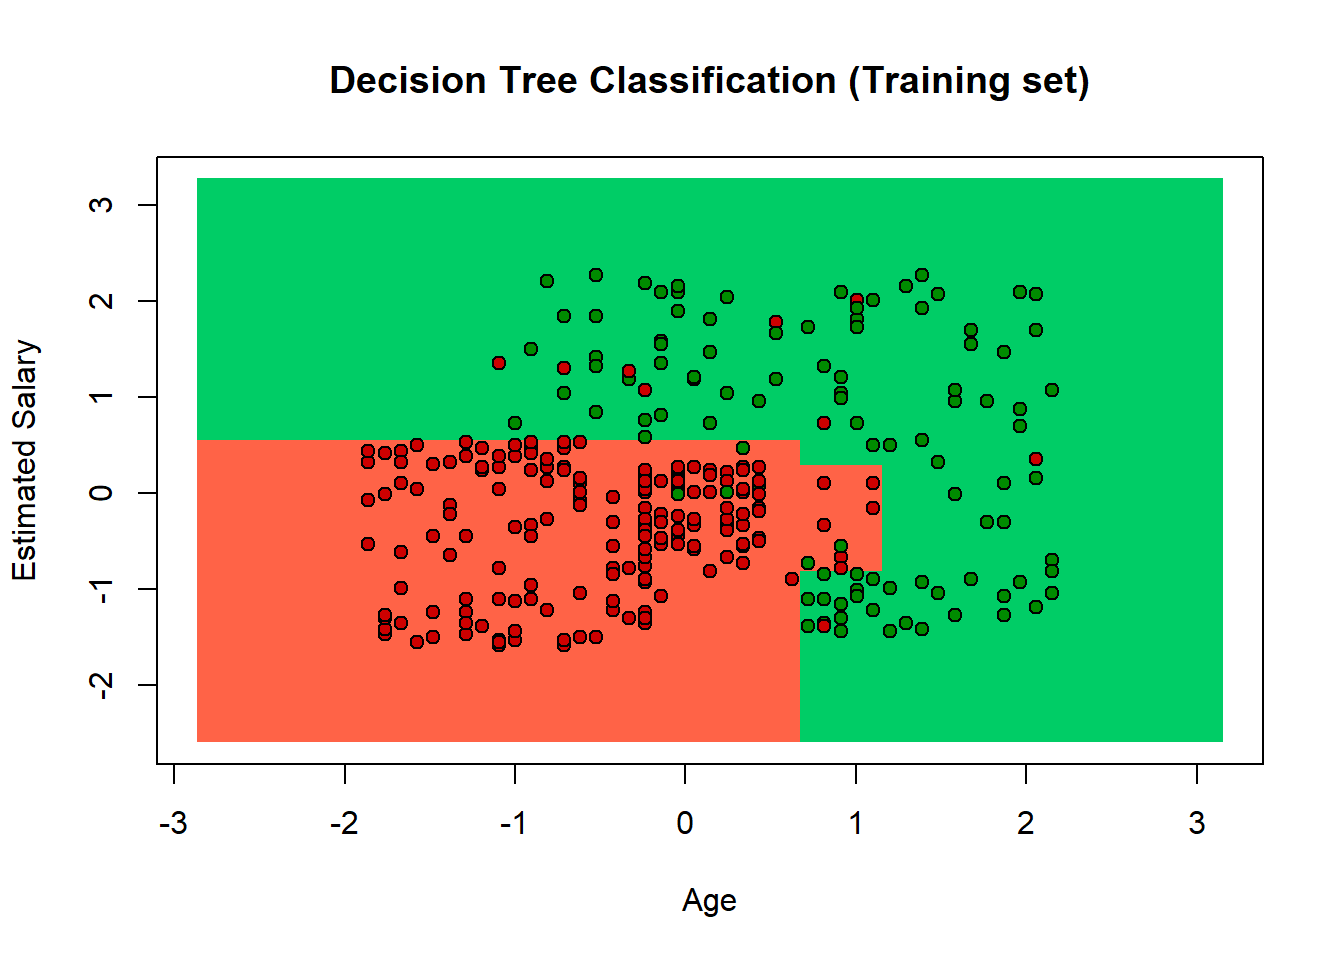 Decision Tree Classification (Training set)
Estimated Salary
3
2
1
0
-1
-2
-3 -2 -1 0 1 2 3
Age